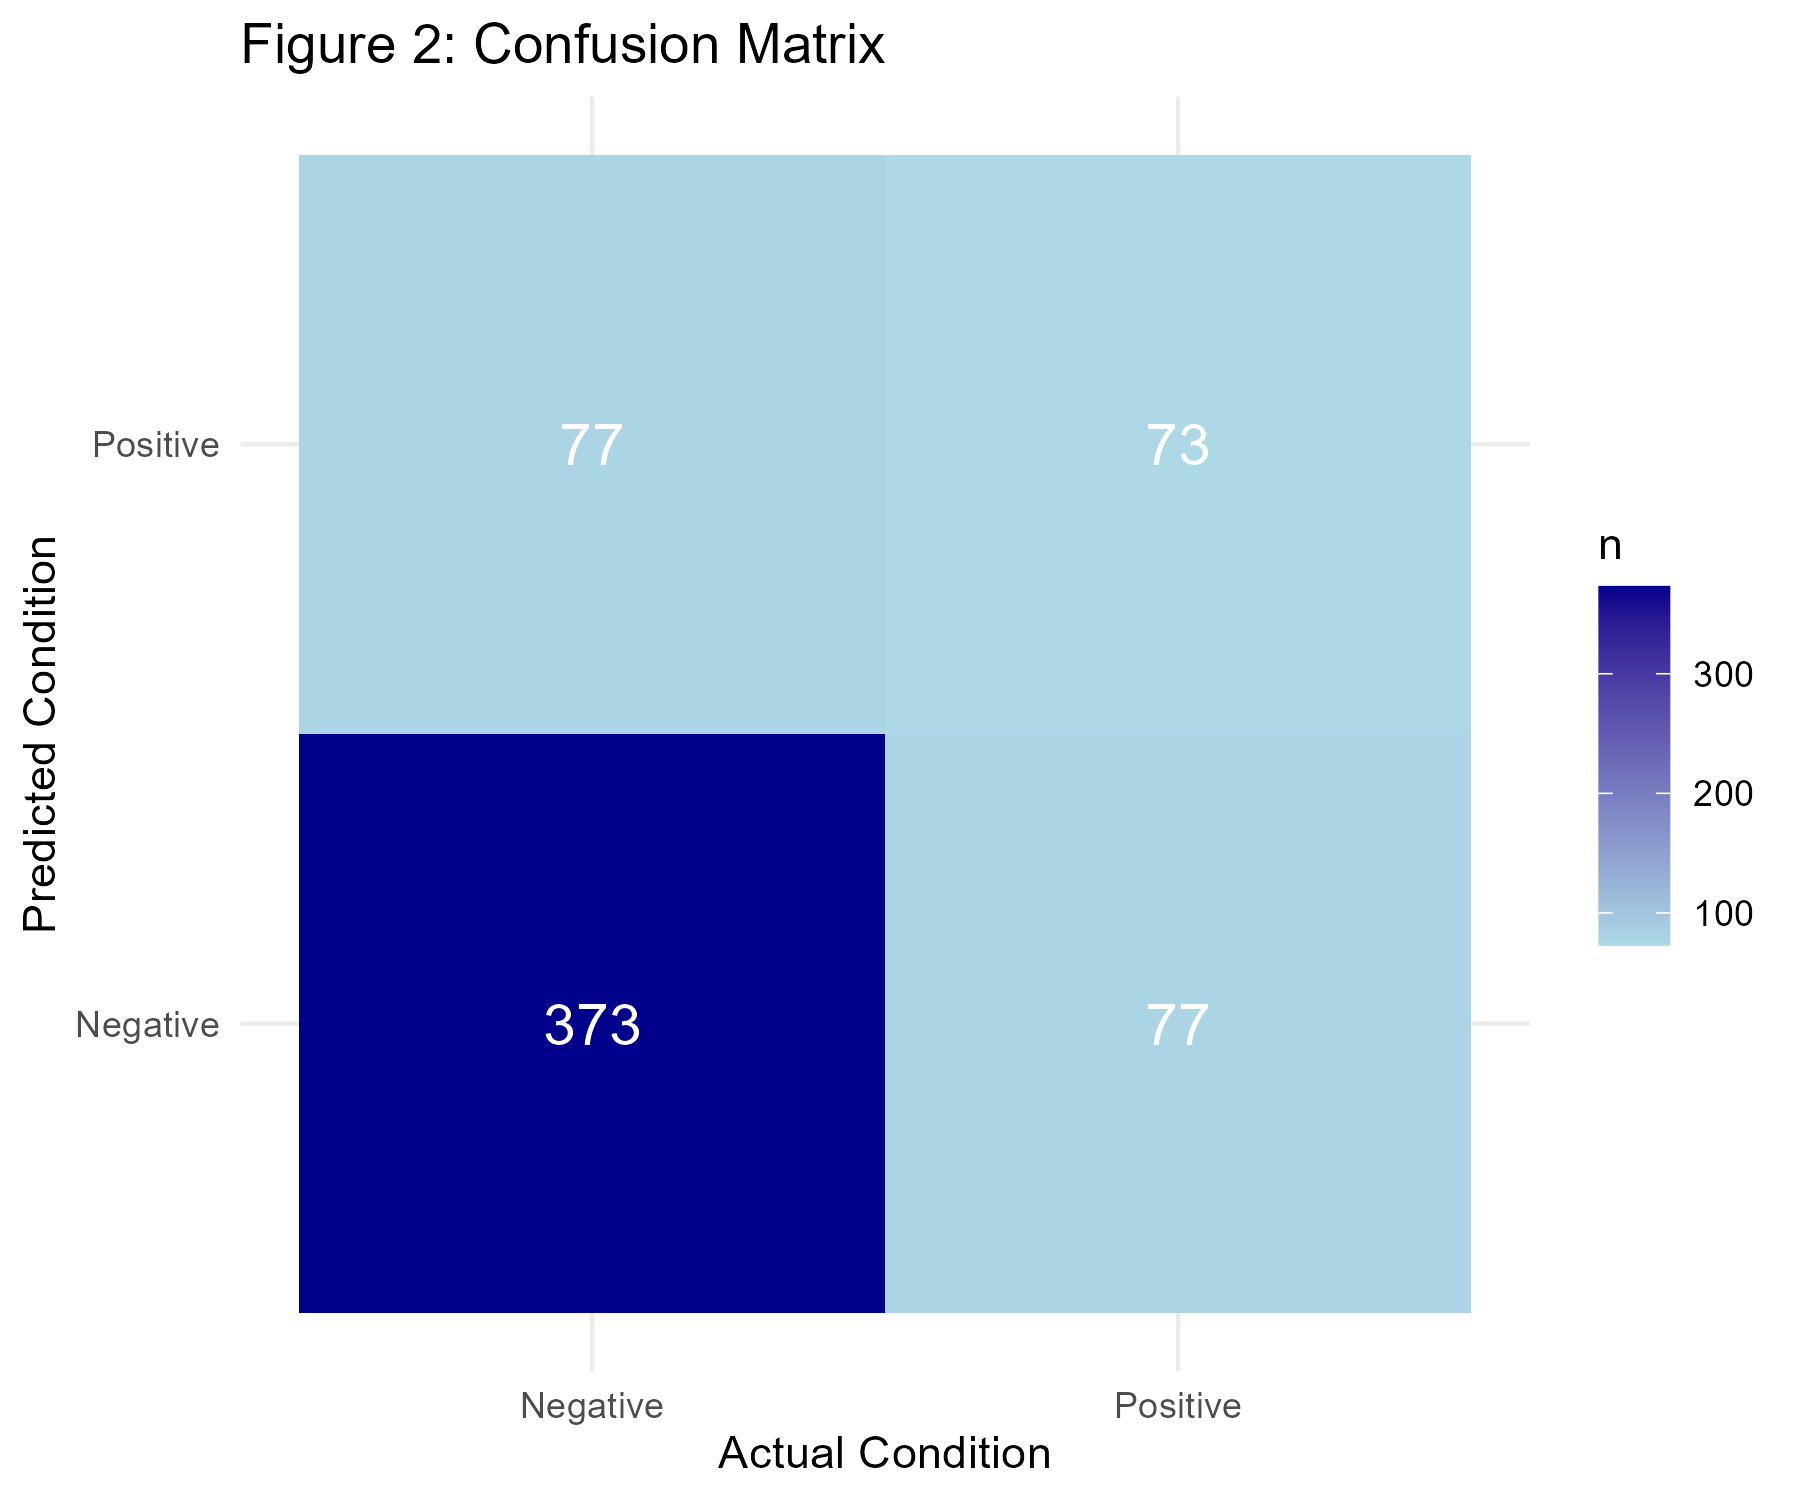 Figure 2: Confusion Matrix
Predicted Condition
Positive
Negative
77
73
373
77
Negative
Positive
Actual Condition
n
300
200
100